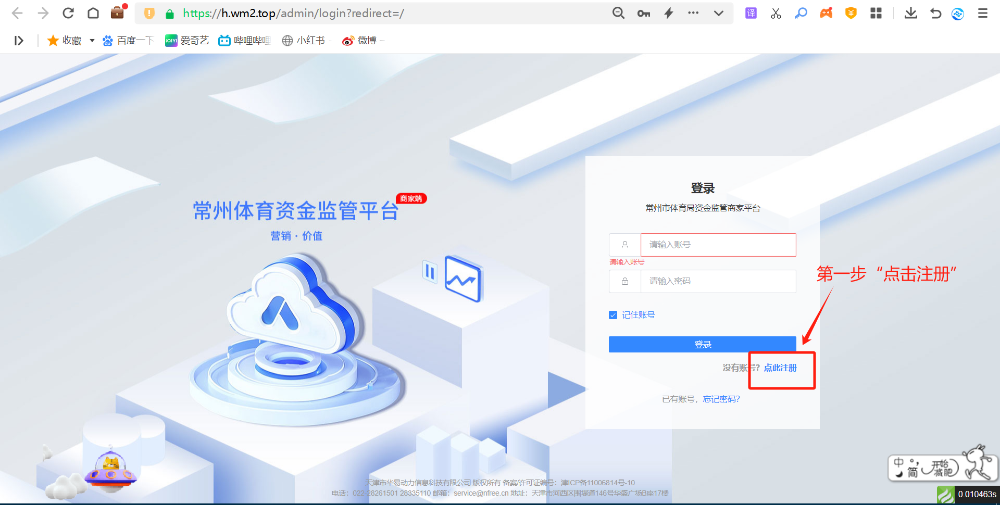 https://h.wm2.top/admin/login?redirect=/
译
收藏
百度一下
iQIYI 爱奇艺
哔哩哔哩
小红书 -
微博 –
登录
常州市体育局资金监管商家平台
商家端
常州体育资金监管平台
营销 · 价值
请输入账号
请输入账号
请输入密码
第一步“点击注册”
记住账号
登录
没有账号? 点此注册
已有账号，忘记密码?
中
简
开始
减肥
天津市华易动力信息科技有限公司 版权所有 备案/许可证编号：津ICP备11006814号-10
电话：022-28261501 28335110 邮箱：service@nfree.cn 地址：天津市河西区围堤道146号华盛广场B座17楼
0.010463s